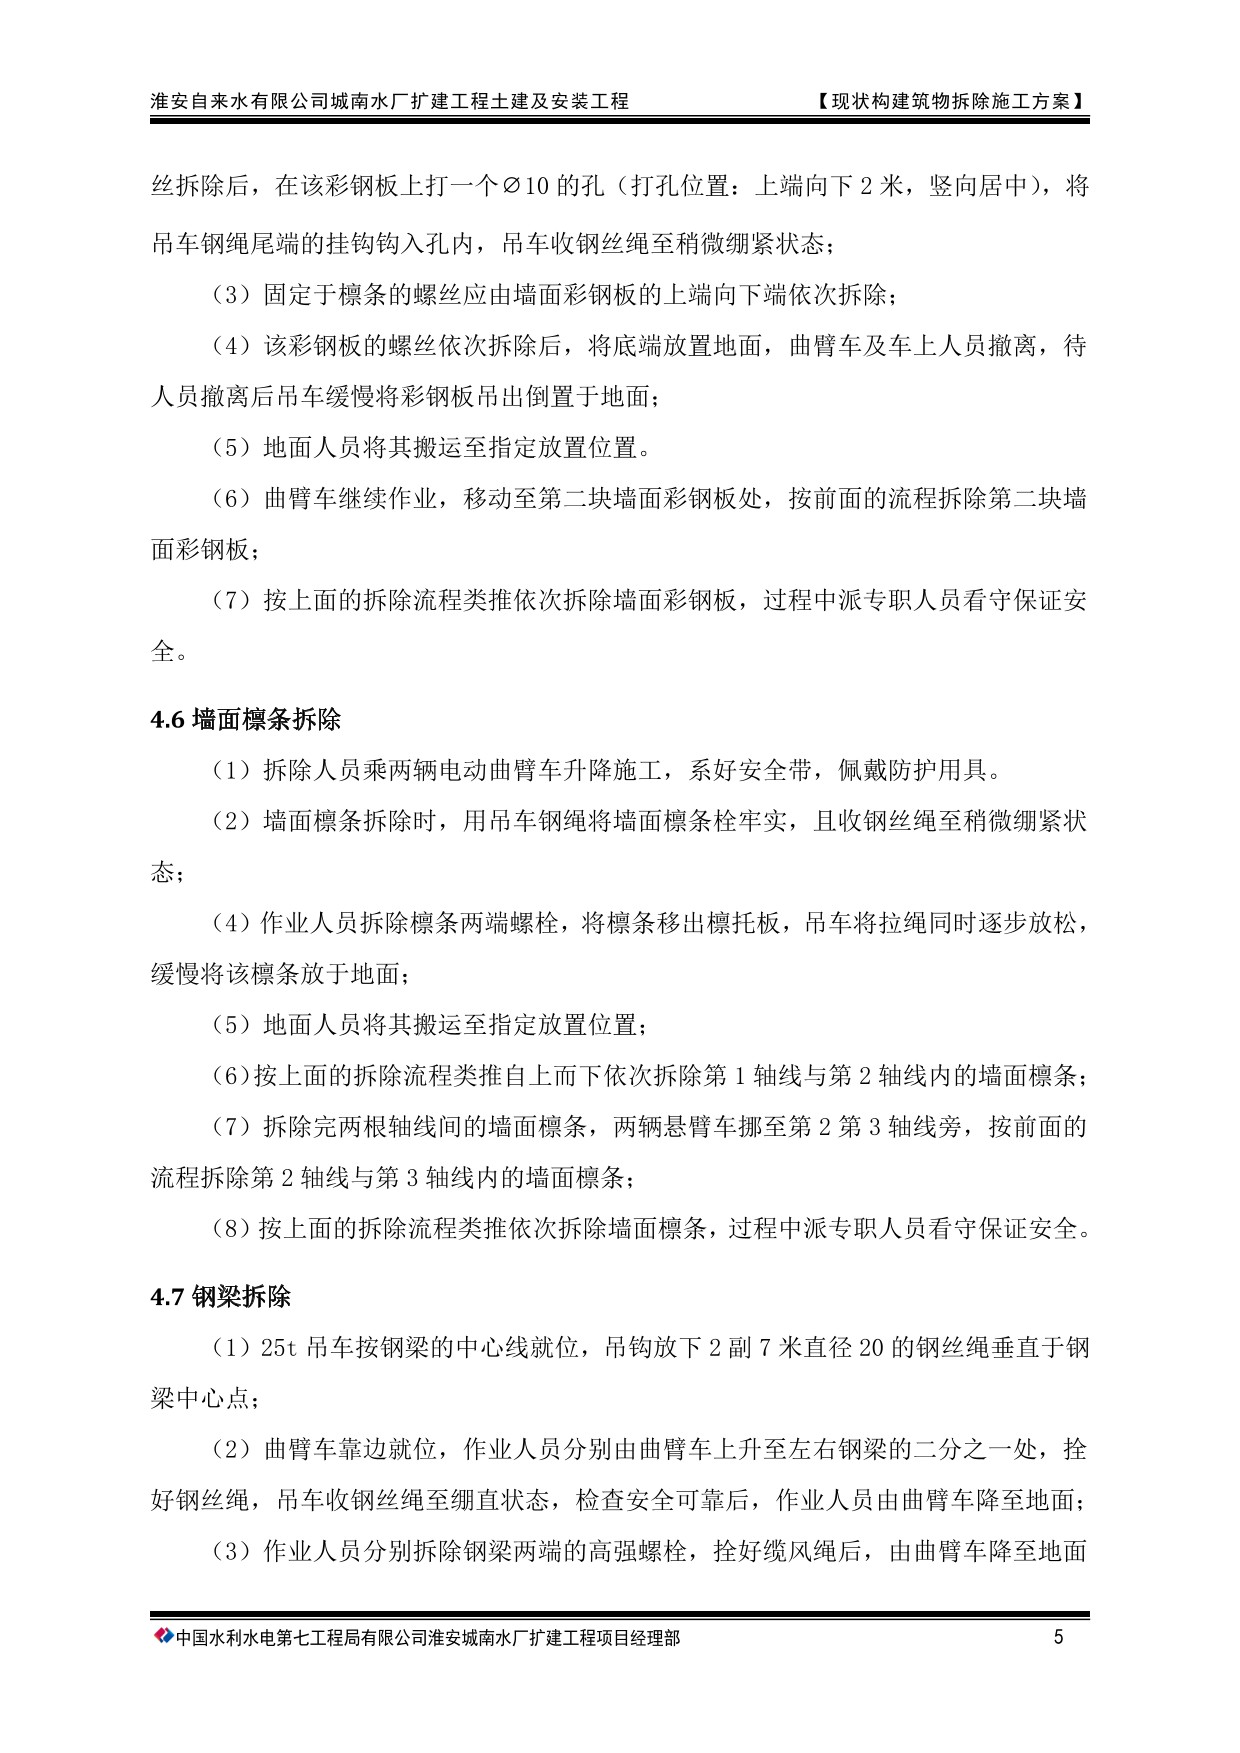 淮安自来水有限公司城南水厂扩建工程土建及安装工程 【现状构建筑物拆除施工方案】
丝拆除后，在该彩钢板上打一个∅10 的孔（打孔位置：上端向下 2 米，竖向居中），将
吊车钢绳尾端的挂钩钩入孔内，吊车收钢丝绳至稍微绷紧状态；
（3）固定于檩条的螺丝应由墙面彩钢板的上端向下端依次拆除；
（4）该彩钢板的螺丝依次拆除后，将底端放置地面，曲臂车及车上人员撤离，待
人员撤离后吊车缓慢将彩钢板吊出倒置于地面；
（5）地面人员将其搬运至指定放置位置。
（6）曲臂车继续作业，移动至第二块墙面彩钢板处，按前面的流程拆除第二块墙
面彩钢板；
（7）按上面的拆除流程类推依次拆除墙面彩钢板，过程中派专职人员看守保证安
全。
4.6 墙面檩条拆除
（1）拆除人员乘两辆电动曲臂车升降施工，系好安全带，佩戴防护用具。
（2）墙面檩条拆除时，用吊车钢绳将墙面檩条栓牢实，且收钢丝绳至稍微绷紧状
态；
（4）作业人员拆除檩条两端螺栓，将檩条移出檩托板，吊车将拉绳同时逐步放松，
缓慢将该檩条放于地面；
（5）地面人员将其搬运至指定放置位置；
（6）按上面的拆除流程类推自上而下依次拆除第 1 轴线与第 2 轴线内的墙面檩条；
（7）拆除完两根轴线间的墙面檩条，两辆悬臂车挪至第 2 第 3 轴线旁，按前面的
流程拆除第 2 轴线与第 3 轴线内的墙面檩条；
（8）按上面的拆除流程类推依次拆除墙面檩条，过程中派专职人员看守保证安全。
4.7 钢梁拆除
（1）25t 吊车按钢梁的中心线就位，吊钩放下 2 副 7 米直径 20 的钢丝绳垂直于钢
梁中心点；
（2）曲臂车靠边就位，作业人员分别由曲臂车上升至左右钢梁的二分之一处，拴
好钢丝绳，吊车收钢丝绳至绷直状态，检查安全可靠后，作业人员由曲臂车降至地面；
（3）作业人员分别拆除钢梁两端的高强螺栓，拴好缆风绳后，由曲臂车降至地面
中国水利水电第七工程局有限公司淮安城南水厂扩建工程项目经理部 5